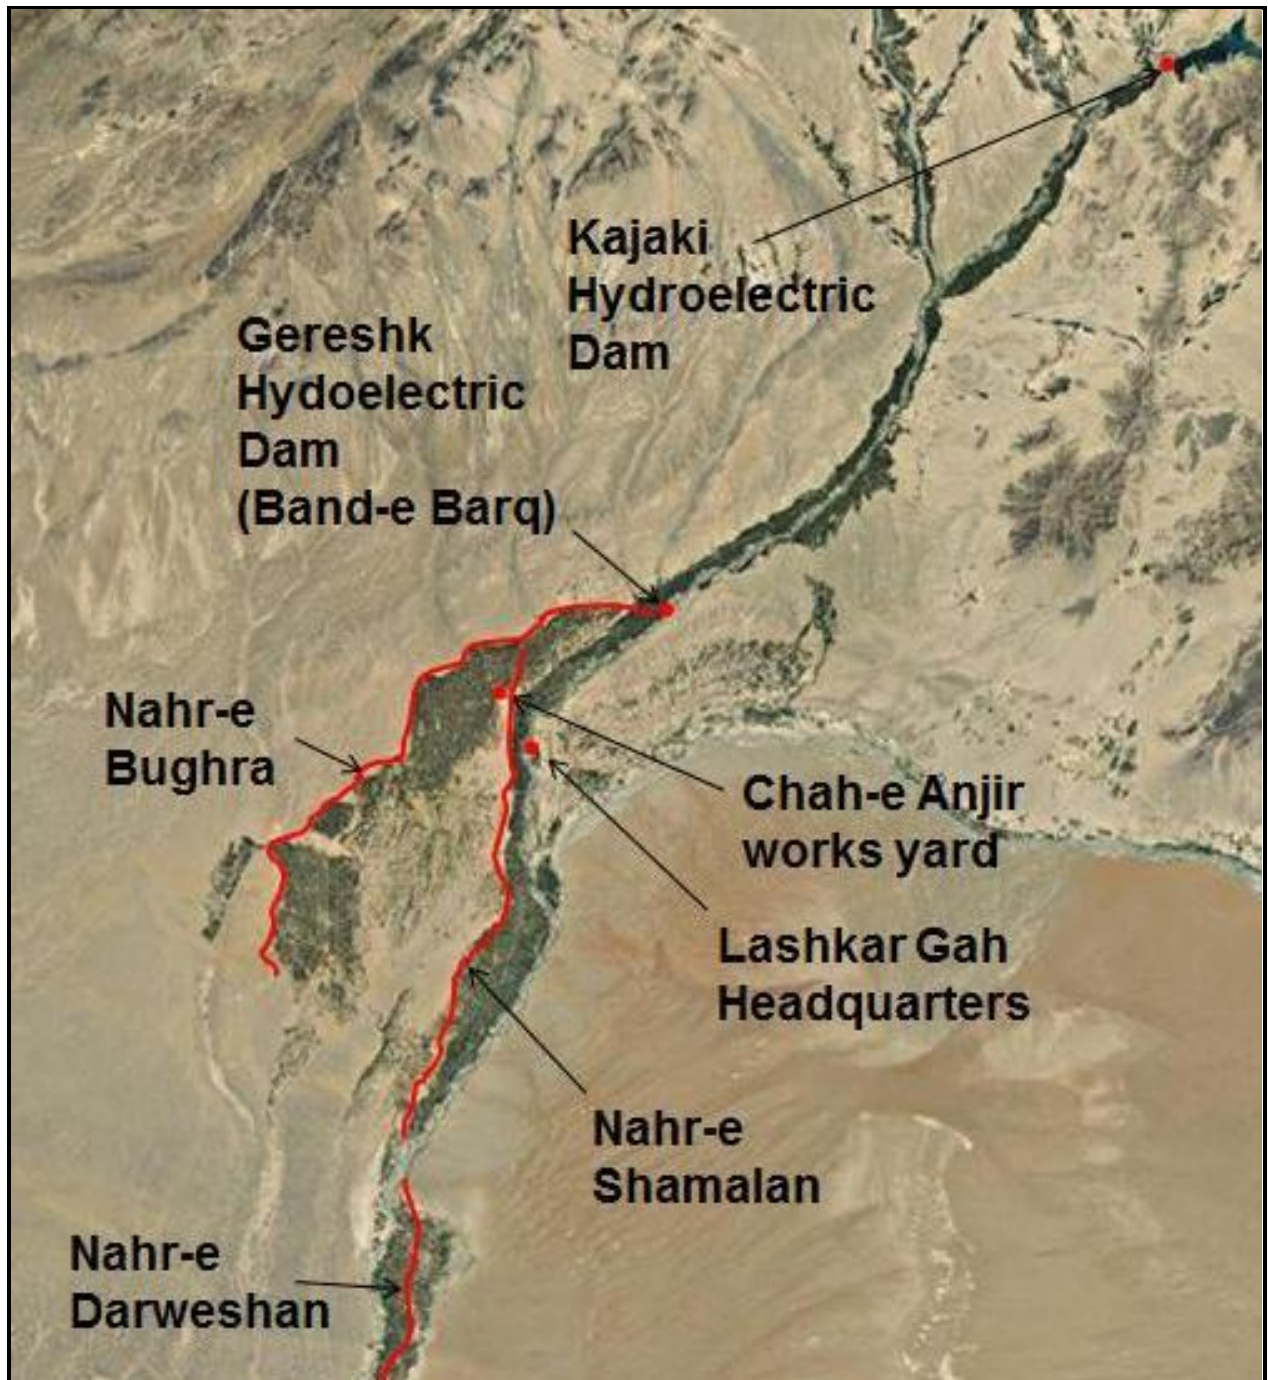 Kajaki
Hydroelectric
Dam
Gereshk
Hydoelectric
Dam
(Band-e Barq)
Nahr-e
Bughra
Chah-e Anjir
works yard
Lashkar Gah
Headquarters
Nahr-e
Shamalan
Nahr-e
Darweshan